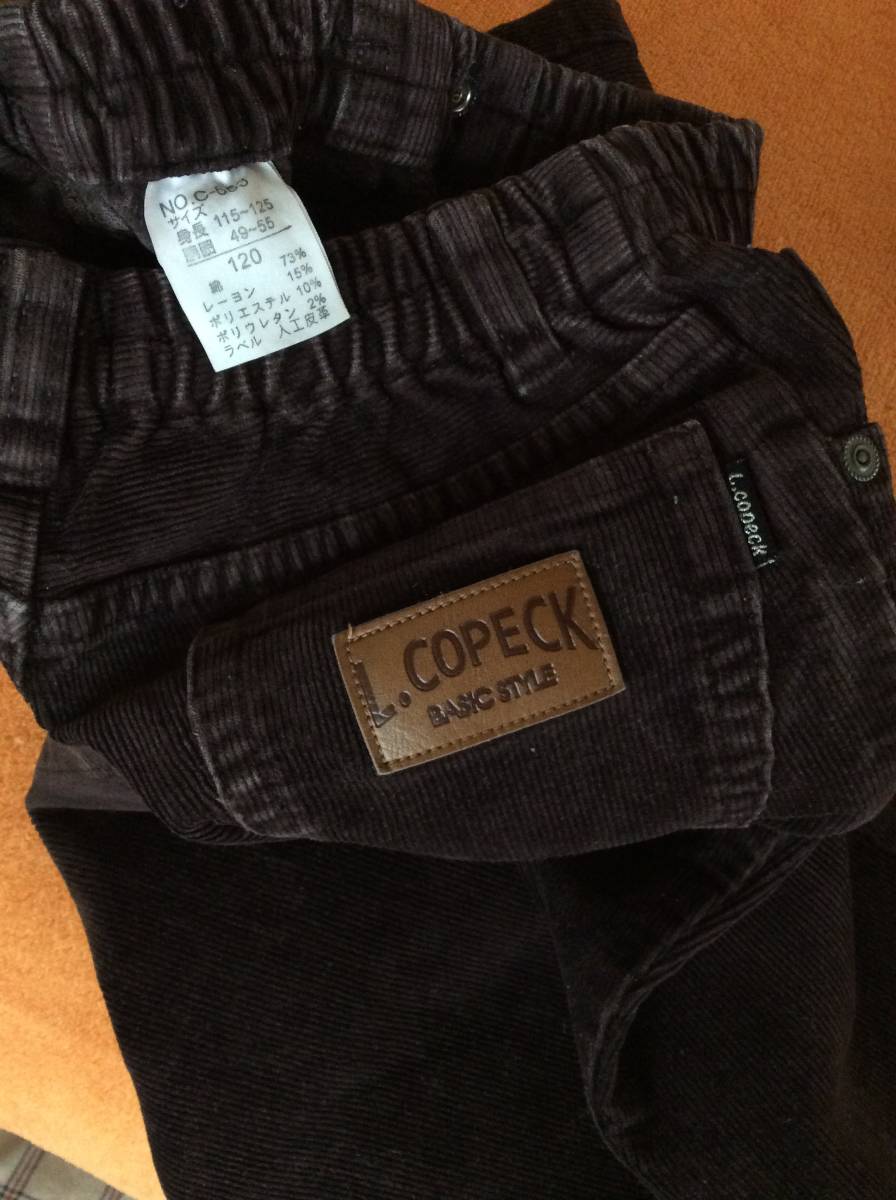 サイズ
身長 115~125
胴囲 49~55
120
綿 73%
レーヨン 15%
ポリエステル 10%
ポリウレタン 2%
ラベル 人工皮革
L.copeck
L.COPECK
BASIC STYLE